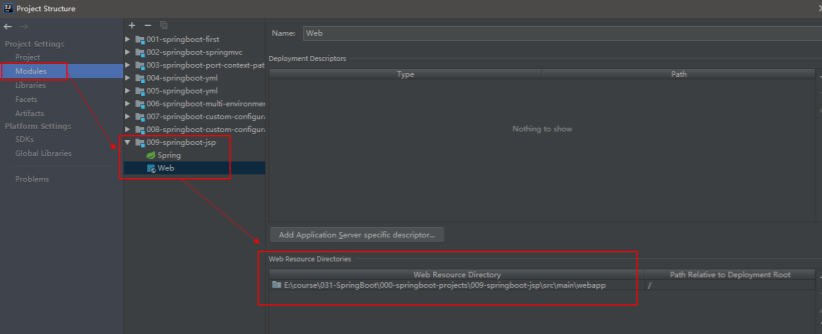 Project Structure
Project Settings
Project
Modules
Libraries
Facets
Artifacts
Platform Settings
SDKs
Global Libraries
Problems
001-springboot-first
002-springboot-springmvc
003-springboot-port-context-pat
004-springboot-yml
005-springboot-yml
006-springboot-multi-environmen
007-springboot-custom-configura
008-springboot-custom-configura
009-springboot-jsp
Spring
Web
Name: Web
Deployment Descriptors
Type Path
Nothing to show
Add Application Server specific descriptor...
Web Resource Directories
Web Resource Directory Path Relative to Deployment Root
E:\course\031-SpringBoot\000-springboot-projects\009-springboot-jsp\src\main\webapp /